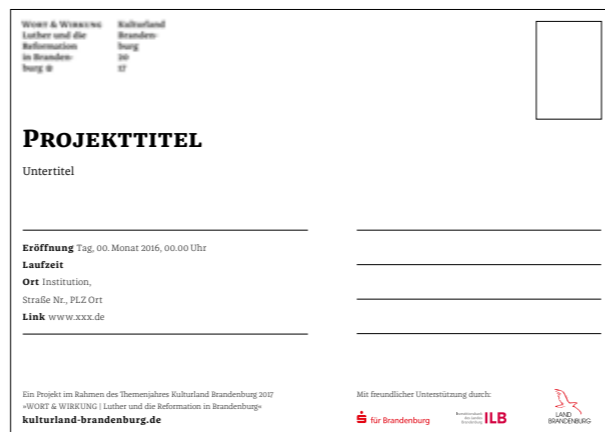 WORT & WIRKUNG
Luther und die
Reformation
in Branden-
burg @
Kulturland
Branden-
burg
20
17
PROJEKTTITEL
Untertitel
Eröffnung Tag, 00. Monat 2016, 00.00 Uhr
Laufzeit
Ort Institution,
Straße Nr., PLZ Ort
Link www.xxx.de
Ein Projekt im Rahmen des Themenjahres Kulturland Brandenburg 2017
»WORT & WIRKUNG | Luther und die Reformation in Brandenburg«
kulturland-brandenburg.de
Mit freundlicher Unterstützung durch:
für Brandenburg
ILB
LAND
BRANDENBURG